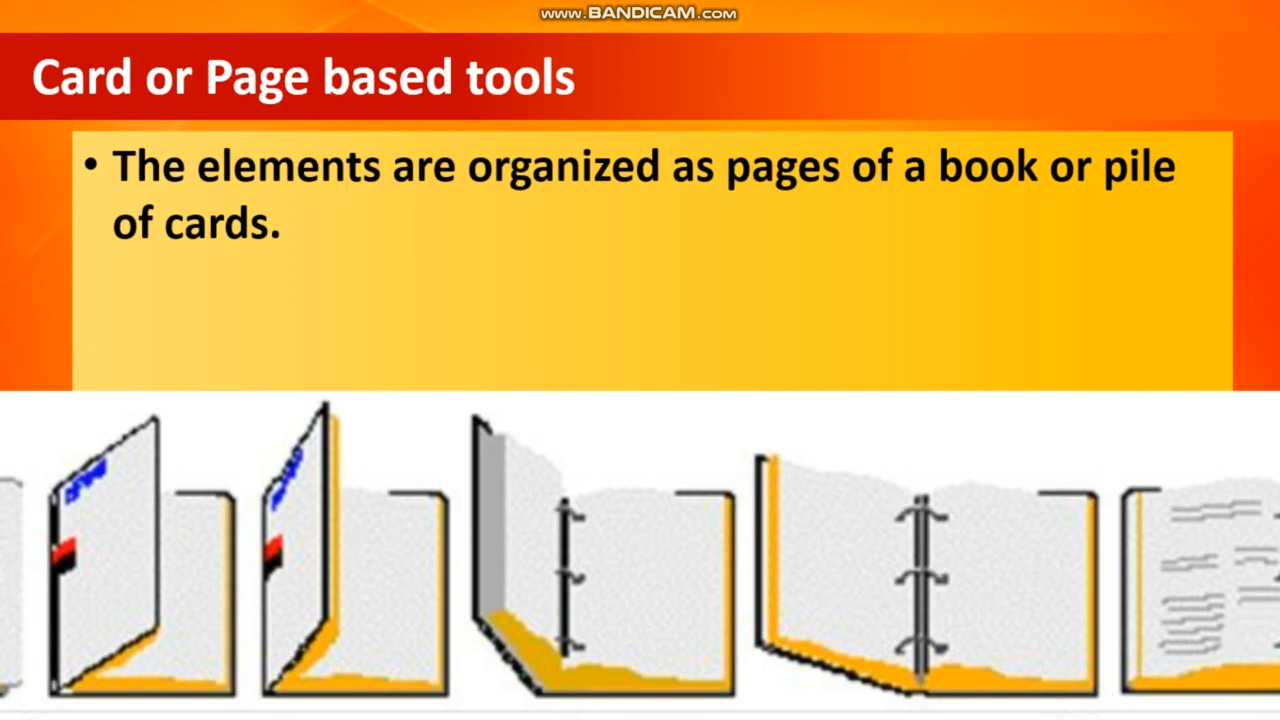 www.BANDICAM.com
Card or Page based tools
• The elements are organized as pages of a book or pile
of cards.